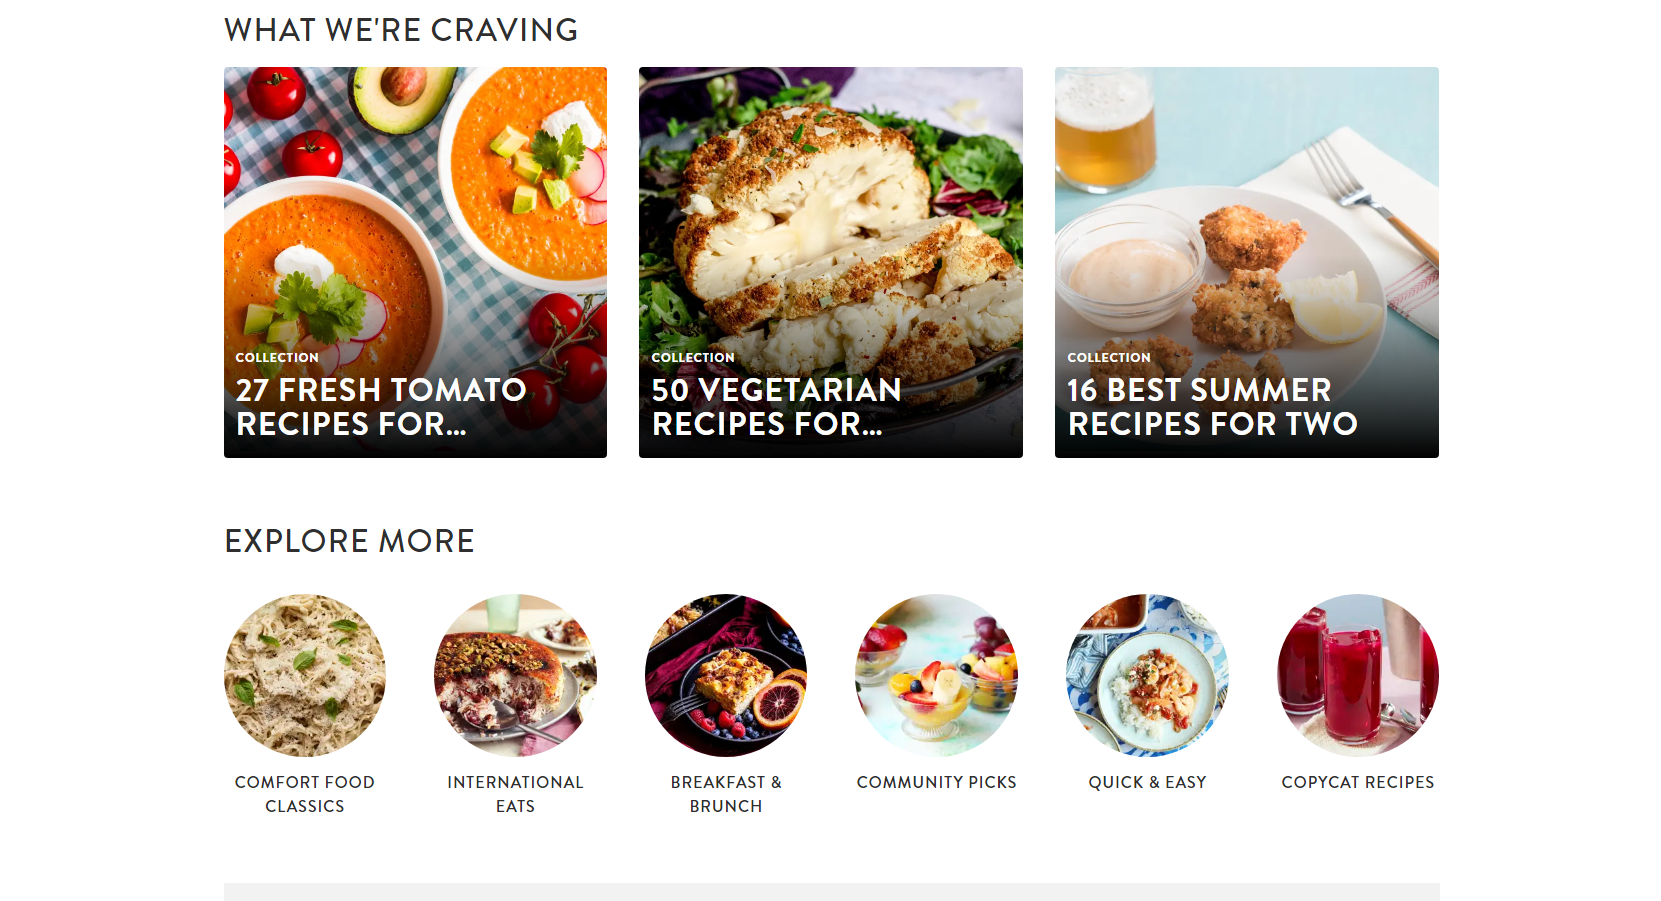 WHAT WE'RE CRAVING
COLLECTION
27 FRESH TOMATO
RECIPES FOR...
COLLECTION
50 VEGETARIAN
RECIPES FOR...
COLLECTION
16 BEST SUMMER
RECIPES FOR TWO
EXPLORE MORE
COMFORT FOOD
CLASSICS
INTERNATIONAL
EATS
BREAKFAST &
BRUNCH
COMMUNITY PICKS
QUICK & EASY
COPYCAT RECIPES